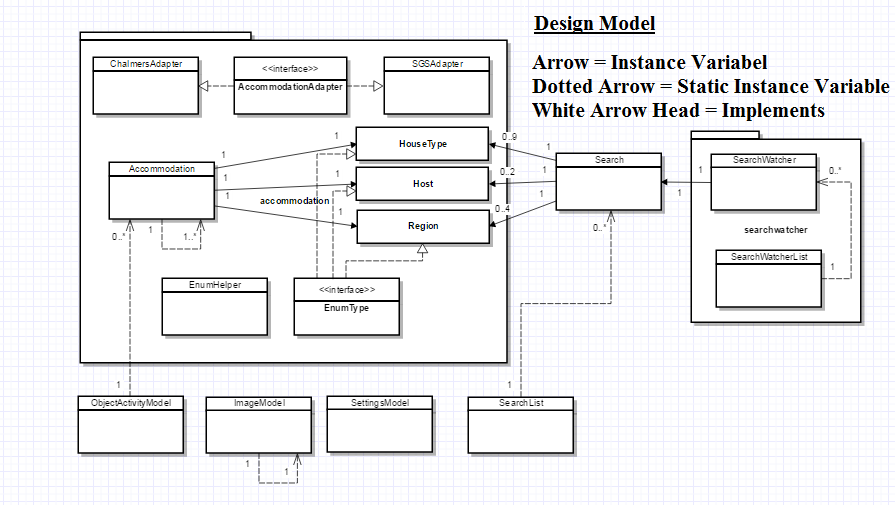 Design Model
Arrow = Instance Variabel
Dotted Arrow = Static Instance Variable
White Arrow Head = Implements
ChalmersAdapter
<<interface>>
AccommodationAdapter
SGSAdapter
HouseType
Host
Region
Accommodation
accommodation
1
1
1
1
1
1
1
1..*
0..*
0..9
0..2
0..4
1
1
1
Search
0..*
1
1
SearchWatcher
0..*
searchwatcher
SearchWatcherList
1
EnumHelper
<<interface>>
EnumType
1
ObjectActivityModel
ImageModel
1
1
SettingsModel
1
SearchList